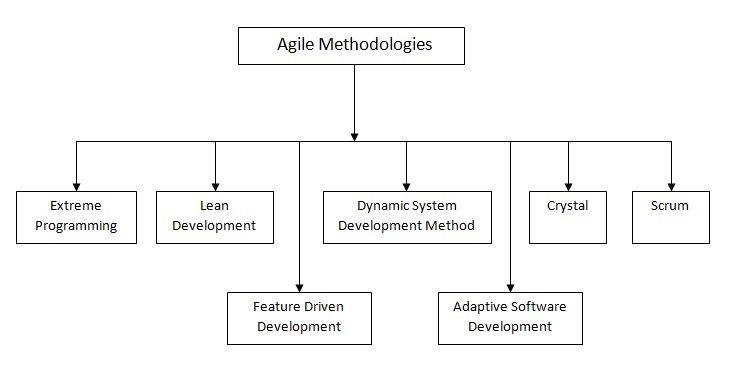 Agile Methodologies
Extreme
Programming
Lean
Development
Dynamic System
Development Method
Crystal
Scrum
Feature Driven
Development
Adaptive Software
Development